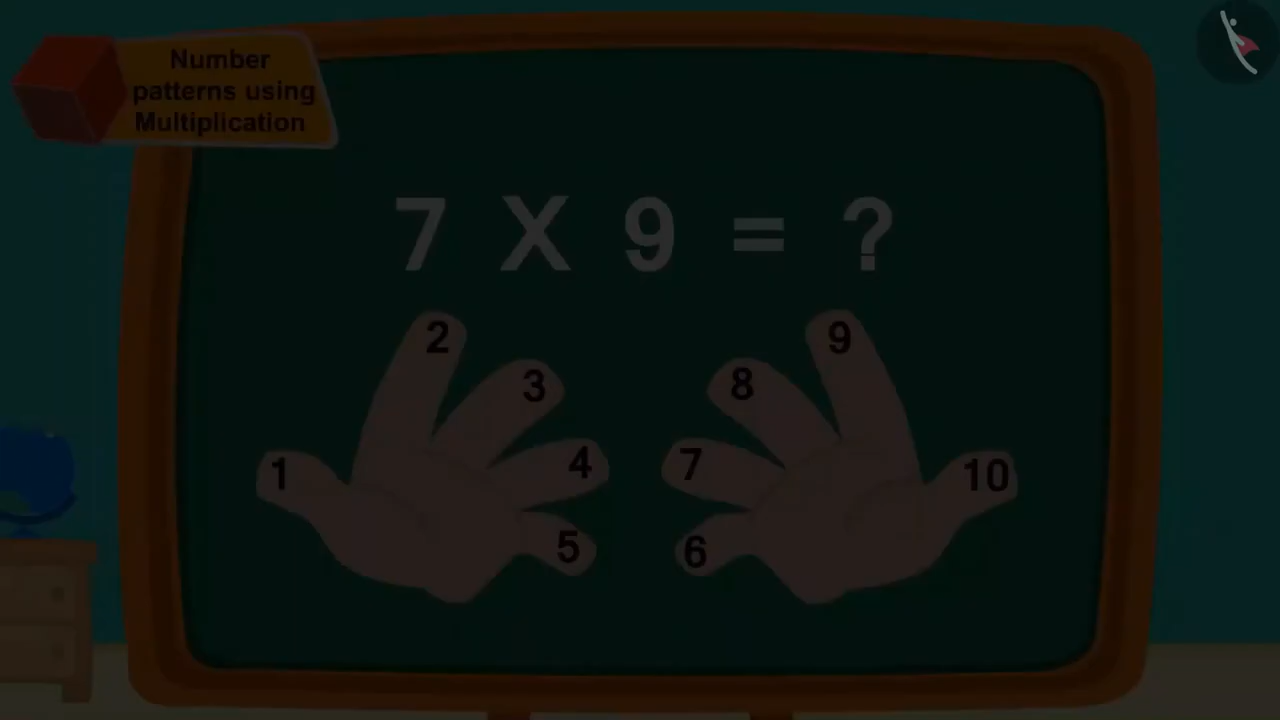 Number
patterns using
Multiplication
7 X 9 = ?
2
9
3
8
1
4
7
10
5
6